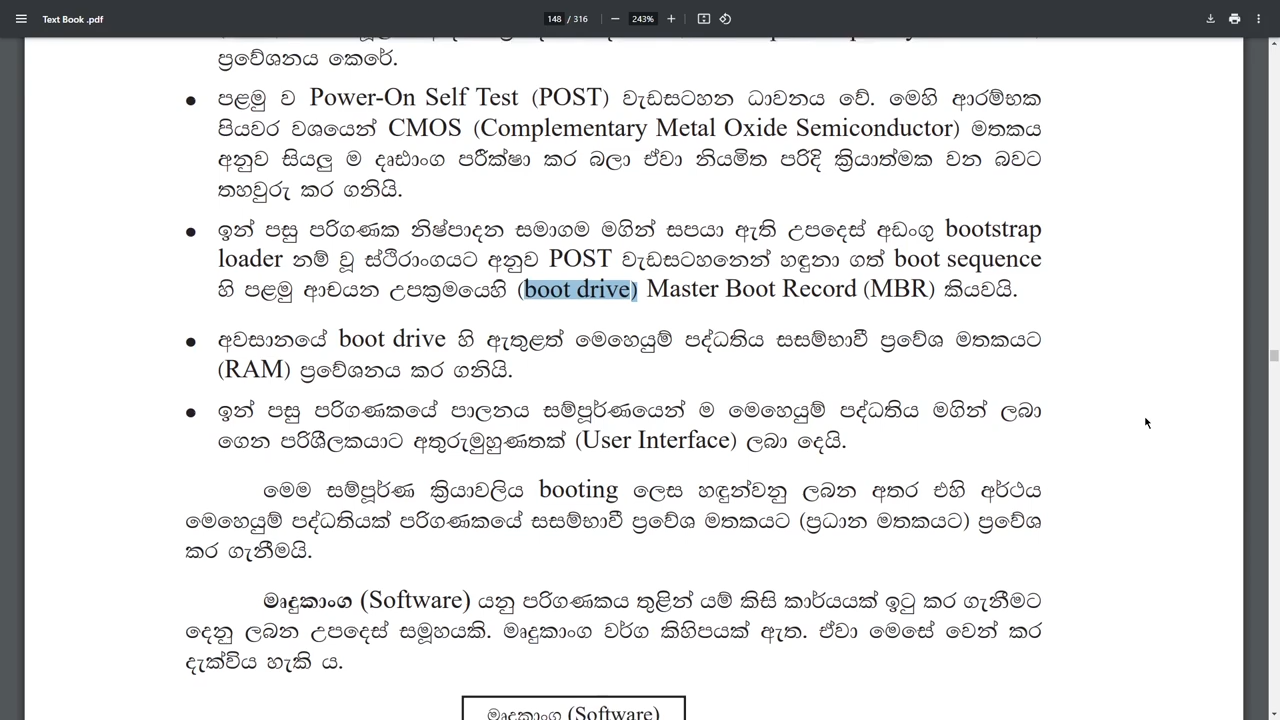 Text Book .pdf
148 / 316
243%
ප්‍රවේශනය කෙරේ.
● පළමු ව Power-On Self Test (POST) වැඩසටහන ධාවනය වේ. මෙහි ආරම්භක
පියවර වශයෙන් CMOS (Complementary Metal Oxide Semiconductor) මතකය
අනුව සියලු ම දෘඪාංග පරීක්ෂා කර බලා ඒවා නියමිත පරිදි ක්‍රියාත්මක වන බවට
තහවුරු කර ගනියි.
● ඉන් පසු පරිගණක නිෂ්පාදන සමාගම මගින් සපයා ඇති උපදෙස් අඩංගු bootstrap
loader නම් වූ ස්ථිරාංගයට අනුව POST වැඩසටහනෙන් හඳුනා ගත් boot sequence
හි පළමු ආචයන උපක්‍රමයෙහි (boot drive) Master Boot Record (MBR) කියවයි.
● අවසානයේ boot drive හි ඇතුළත් මෙහෙයුම් පද්ධතිය සසම්භාවී ප්‍රවේශ මතකයට
(RAM) ප්‍රවේශනය කර ගනියි.
● ඉන් පසු පරිගණකයේ පාලනය සම්පූර්ණයෙන් ම මෙහෙයුම් පද්ධතිය මගින් ලබා
ගෙන පරිශීලකයාට අතුරුමුහුණතක් (User Interface) ලබා දෙයි.
මෙම සම්පූර්ණ ක්‍රියාවලිය booting ලෙස හඳුන්වනු ලබන අතර එහි අර්ථය
මෙහෙයුම් පද්ධතියක් පරිගණකයේ සසම්භාවී ප්‍රවේශ මතකයට (ප්‍රධාන මතකයට) ප්‍රවේශ
කර ගැනීමයි.
මෘදුකාංග (Software) යනු පරිගණකය තුළින් යම් කිසි කාර්යයක් ඉටු කර ගැනීමට
දෙනු ලබන උපදෙස් සමූහයකි. මෘදුකාංග වර්ග කිහිපයක් ඇත. ඒවා මෙසේ වෙන් කර
දැක්විය හැකි ය.
මෘදුකාංග (Software)